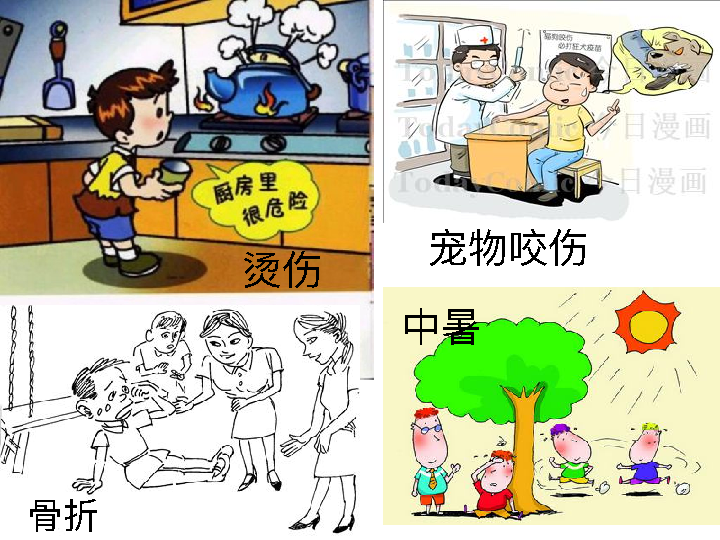 厨房里
很危险
烫伤
猫狗咬伤
必打狂犬疫苗
TodayComic今日漫画
TodayComic今日漫画
TodayComic今日漫画
宠物咬伤
骨折
中暑